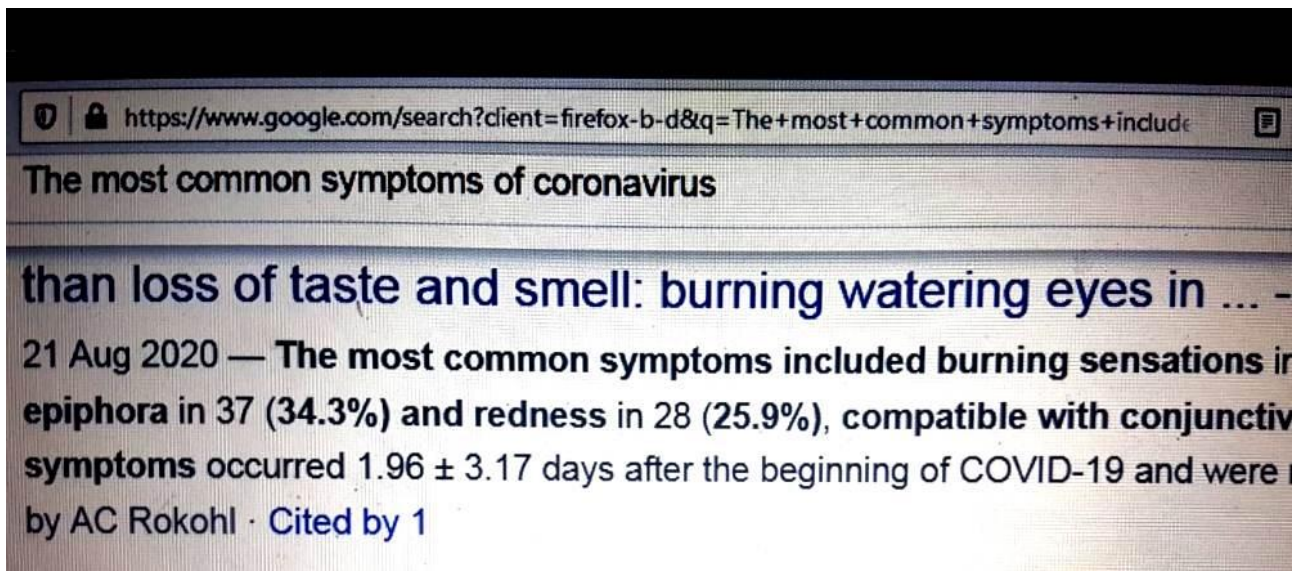 https://www.google.com/search?client=firefox-b-d&q=The+most+common+symptoms+include
The most common symptoms of coronavirus
than loss of taste and smell: burning watering eyes in ... -
21 Aug 2020 — The most common symptoms included burning sensations in
epiphora in 37 (34.3%) and redness in 28 (25.9%), compatible with conjunctiv
symptoms occurred 1.96 ± 3.17 days after the beginning of COVID-19 and were
by AC Rokohl · Cited by 1